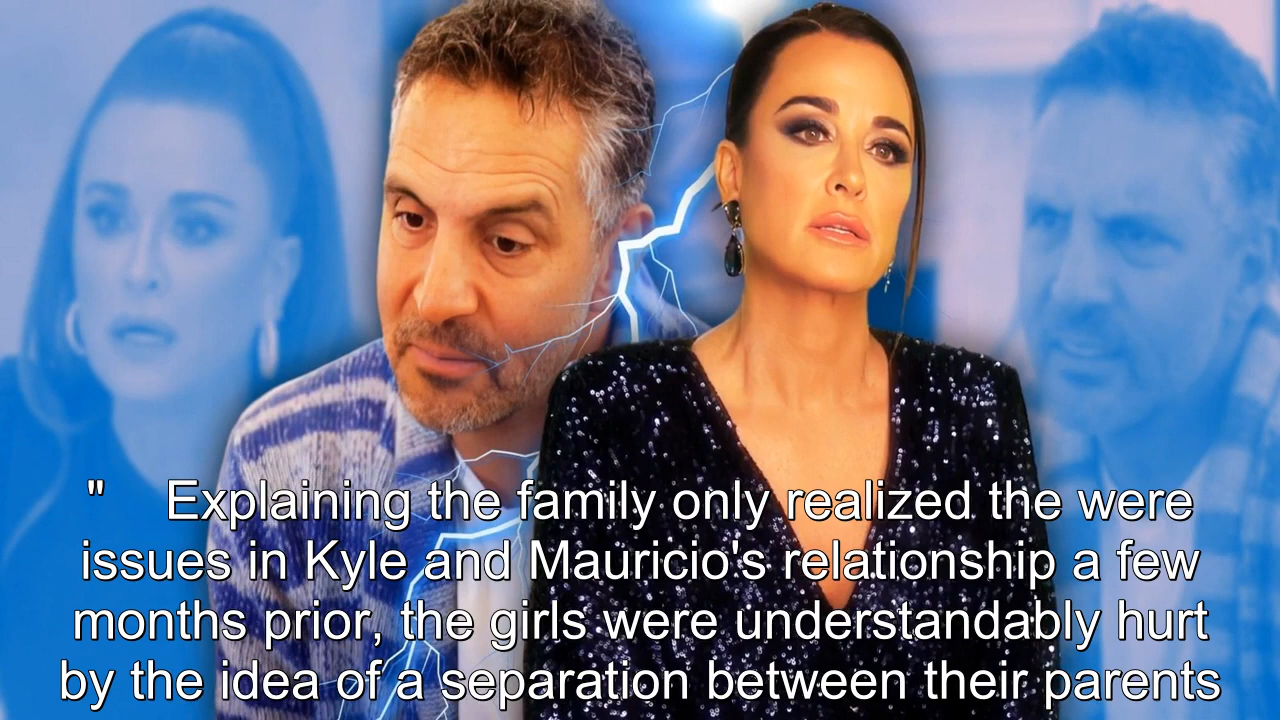 " Explaining the family only realized the were
issues in Kyle and Mauricio's relationship a few
months prior, the girls were understandably hurt
by the idea of a separation between their parents